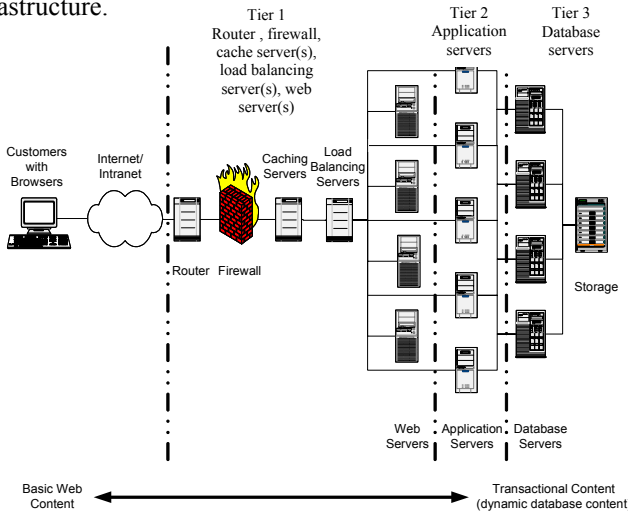 astructure.
Tier 1
Router , firewall,
cache server(s),
load balancing
server(s), web
server(s)
Tier 2
Application
servers
Tier 3
Database
servers
Customers
with
Browsers
Internet/
Intranet
Caching
Servers
Load
Balancing
Servers
Router
Firewall
Storage
Web
Servers
Application
Servers
Database
Servers
Basic Web
Content
Transactional Content
(dynamic database content